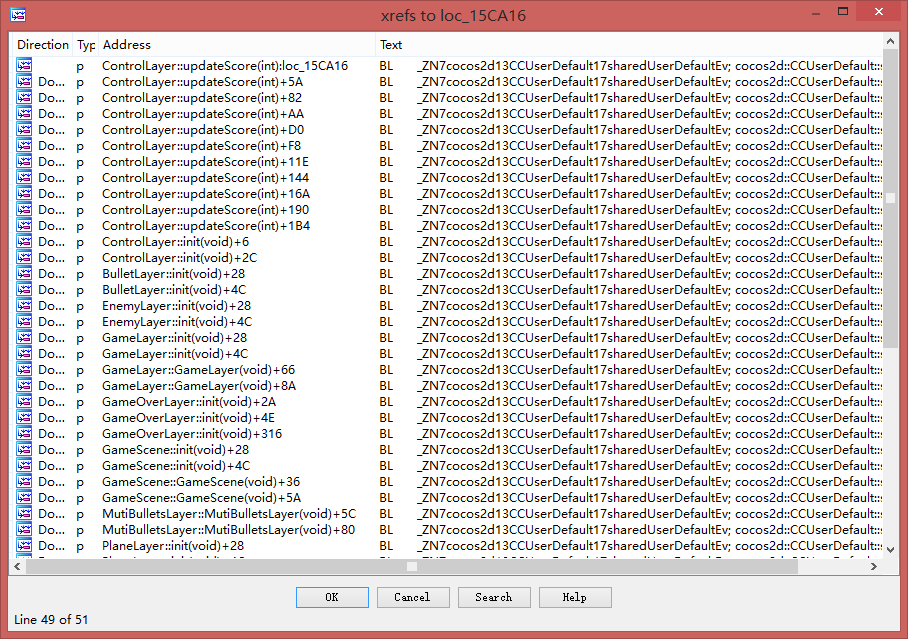 xrefs to loc_15CA16
Direction Typ Address Text
p ControlLayer::updateScore(int):loc_15CA16 BL _ZN7cocos2d13CCUserDefault17sharedUserDefaultEv; cocos2d::CCUserDefault::
Do... p ControlLayer::updateScore(int)+5A BL _ZN7cocos2d13CCUserDefault17sharedUserDefaultEv; cocos2d::CCUserDefault::
Do... p ControlLayer::updateScore(int)+82 BL _ZN7cocos2d13CCUserDefault17sharedUserDefaultEv; cocos2d::CCUserDefault::
Do... p ControlLayer::updateScore(int)+AA BL _ZN7cocos2d13CCUserDefault17sharedUserDefaultEv; cocos2d::CCUserDefault::
Do... p ControlLayer::updateScore(int)+D0 BL _ZN7cocos2d13CCUserDefault17sharedUserDefaultEv; cocos2d::CCUserDefault::
Do... p ControlLayer::updateScore(int)+F8 BL _ZN7cocos2d13CCUserDefault17sharedUserDefaultEv; cocos2d::CCUserDefault::
Do... p ControlLayer::updateScore(int)+11E BL _ZN7cocos2d13CCUserDefault17sharedUserDefaultEv; cocos2d::CCUserDefault::
Do... p ControlLayer::updateScore(int)+144 BL _ZN7cocos2d13CCUserDefault17sharedUserDefaultEv; cocos2d::CCUserDefault::
Do... p ControlLayer::updateScore(int)+16A BL _ZN7cocos2d13CCUserDefault17sharedUserDefaultEv; cocos2d::CCUserDefault::
Do... p ControlLayer::updateScore(int)+190 BL _ZN7cocos2d13CCUserDefault17sharedUserDefaultEv; cocos2d::CCUserDefault::
Do... p ControlLayer::updateScore(int)+1B4 BL _ZN7cocos2d13CCUserDefault17sharedUserDefaultEv; cocos2d::CCUserDefault::
Do... p ControlLayer::init(void)+6 BL _ZN7cocos2d13CCUserDefault17sharedUserDefaultEv; cocos2d::CCUserDefault::
Do... p ControlLayer::init(void)+2C BL _ZN7cocos2d13CCUserDefault17sharedUserDefaultEv; cocos2d::CCUserDefault::
Do... p BulletLayer::init(void)+28 BL _ZN7cocos2d13CCUserDefault17sharedUserDefaultEv; cocos2d::CCUserDefault::
Do... p BulletLayer::init(void)+4C BL _ZN7cocos2d13CCUserDefault17sharedUserDefaultEv; cocos2d::CCUserDefault::
Do... p EnemyLayer::init(void)+28 BL _ZN7cocos2d13CCUserDefault17sharedUserDefaultEv; cocos2d::CCUserDefault::
Do... p EnemyLayer::init(void)+4C BL _ZN7cocos2d13CCUserDefault17sharedUserDefaultEv; cocos2d::CCUserDefault::
Do... p GameLayer::init(void)+28 BL _ZN7cocos2d13CCUserDefault17sharedUserDefaultEv; cocos2d::CCUserDefault::
Do... p GameLayer::init(void)+4C BL _ZN7cocos2d13CCUserDefault17sharedUserDefaultEv; cocos2d::CCUserDefault::
Do... p GameLayer::GameLayer(void)+66 BL _ZN7cocos2d13CCUserDefault17sharedUserDefaultEv; cocos2d::CCUserDefault::
Do... p GameLayer::GameLayer(void)+8A BL _ZN7cocos2d13CCUserDefault17sharedUserDefaultEv; cocos2d::CCUserDefault::
Do... p GameOverLayer::init(void)+2A BL _ZN7cocos2d13CCUserDefault17sharedUserDefaultEv; cocos2d::CCUserDefault::
Do... p GameOverLayer::init(void)+4E BL _ZN7cocos2d13CCUserDefault17sharedUserDefaultEv; cocos2d::CCUserDefault::
Do... p GameOverLayer::init(void)+316 BL _ZN7cocos2d13CCUserDefault17sharedUserDefaultEv; cocos2d::CCUserDefault::
Do... p GameScene::init(void)+28 BL _ZN7cocos2d13CCUserDefault17sharedUserDefaultEv; cocos2d::CCUserDefault::
Do... p GameScene::init(void)+4C BL _ZN7cocos2d13CCUserDefault17sharedUserDefaultEv; cocos2d::CCUserDefault::
Do... p GameScene::GameScene(void)+36 BL _ZN7cocos2d13CCUserDefault17sharedUserDefaultEv; cocos2d::CCUserDefault::
Do... p GameScene::GameScene(void)+5A BL _ZN7cocos2d13CCUserDefault17sharedUserDefaultEv; cocos2d::CCUserDefault::
Do... p MutiBulletsLayer::MutiBulletsLayer(void)+5C BL _ZN7cocos2d13CCUserDefault17sharedUserDefaultEv; cocos2d::CCUserDefault::
Do... p MutiBulletsLayer::MutiBulletsLayer(void)+80 BL _ZN7cocos2d13CCUserDefault17sharedUserDefaultEv; cocos2d::CCUserDefault::
Do... p PlaneLayer::init(void)+28 BL _ZN7cocos2d13CCUserDefault17sharedUserDefaultEv; cocos2d::CCUserDefault::
OK Cancel Search Help
Line 49 of 51